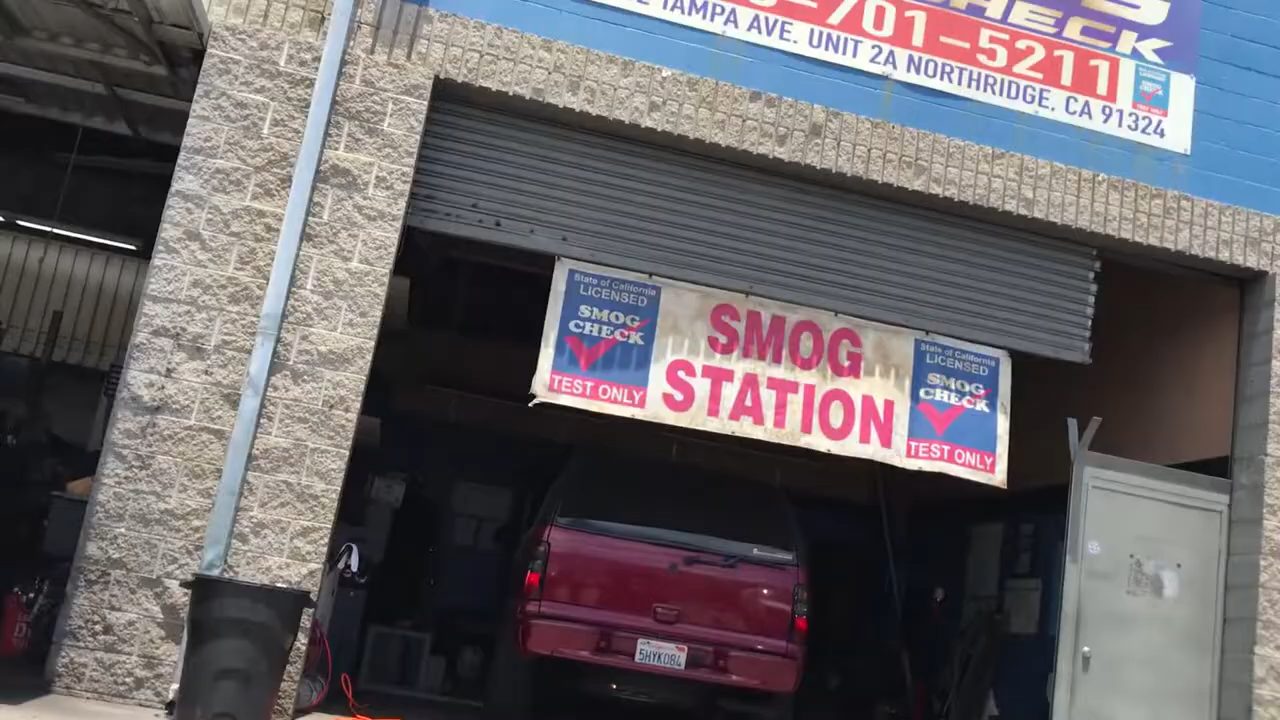 CHECK
-701-5211
TAMPA AVE. UNIT 2A NORTHRIDGE, CA 91324
State of California
LICENSED
SMOG
CHECK
TEST ONLY
SMOG
STATION
State of California
LICENSED
SMOG
CHECK
TEST ONLY
5HYK084